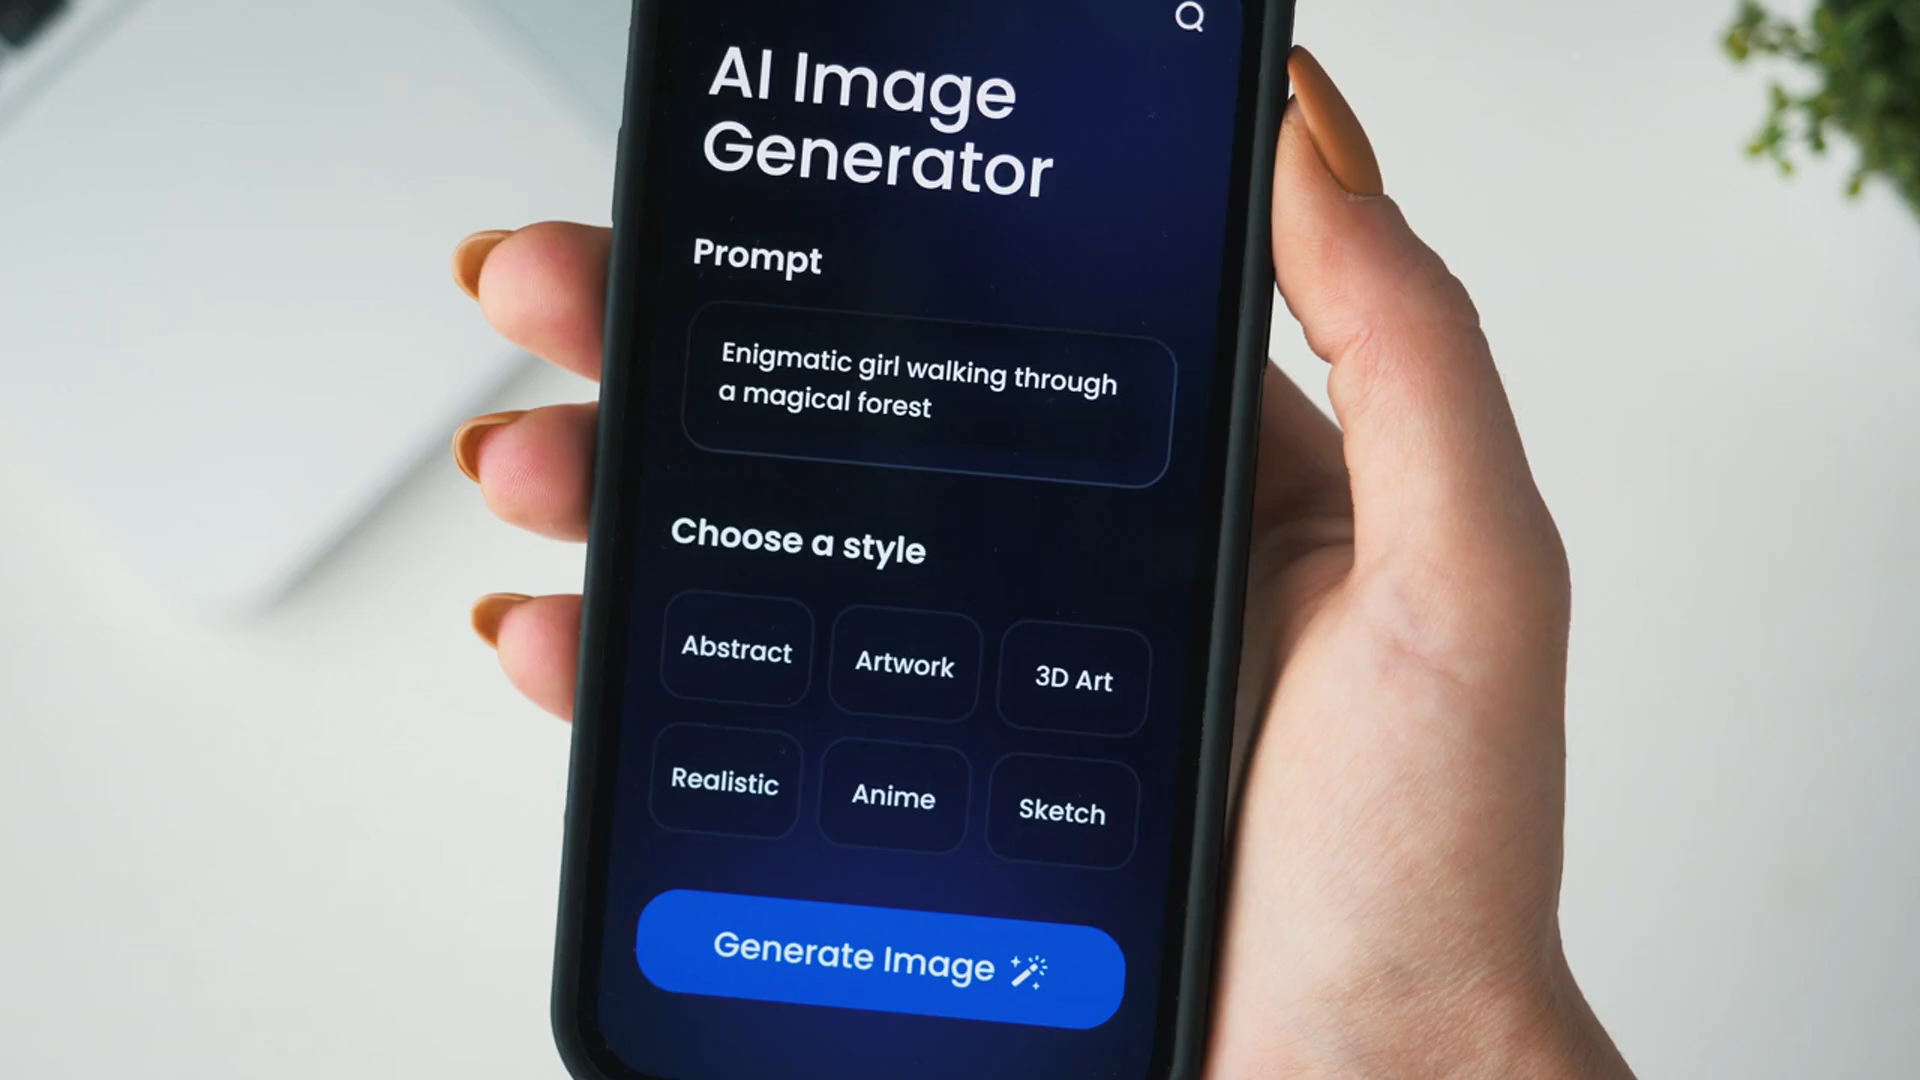 AI Image
Generator
Prompt
Enigmatic girl walking through
a magical forest
Choose a style
Abstract
Artwork
3D Art
Realistic
Anime
Sketch
Generate Image